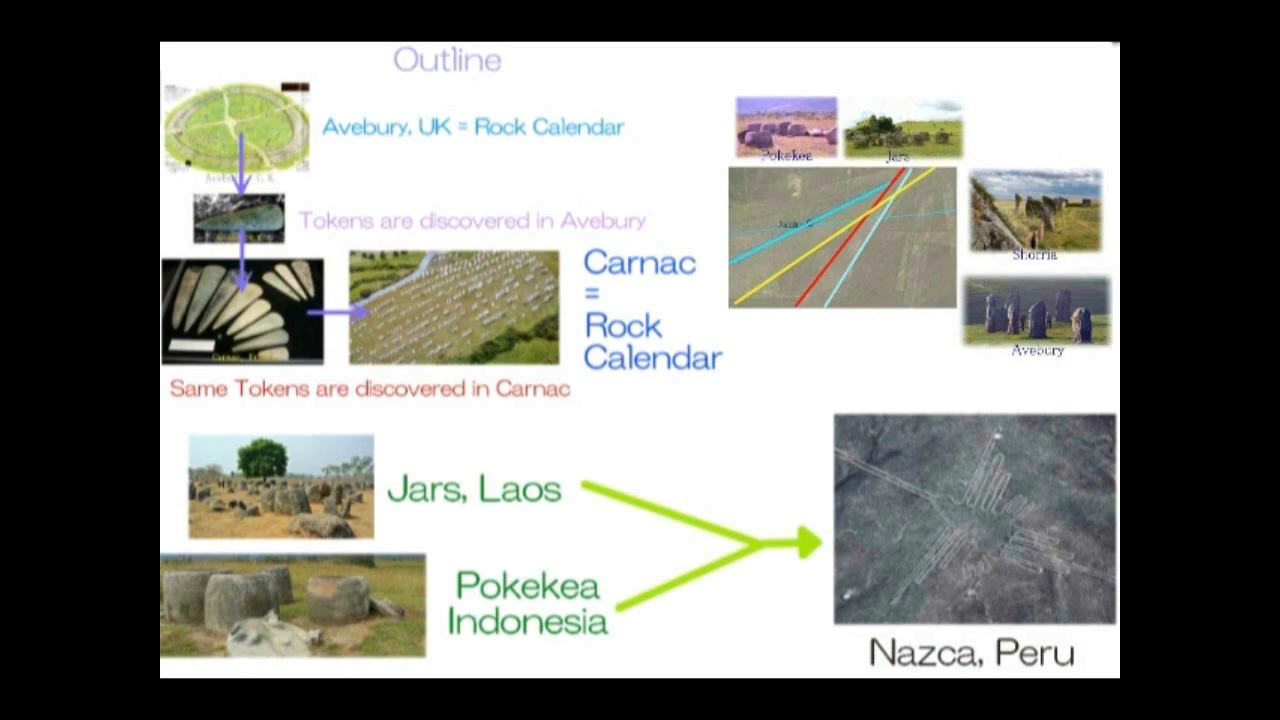 Outline
Avebury, UK = Rock Calendar
Tokens are discovered in Avebury
Carnac
=
Rock
Calendar
Same Tokens are discovered in Carnac
Pokekea
Jars
Shorria
Avebury
Jars, Laos
Pokekea
Indonesia
Nazca, Peru